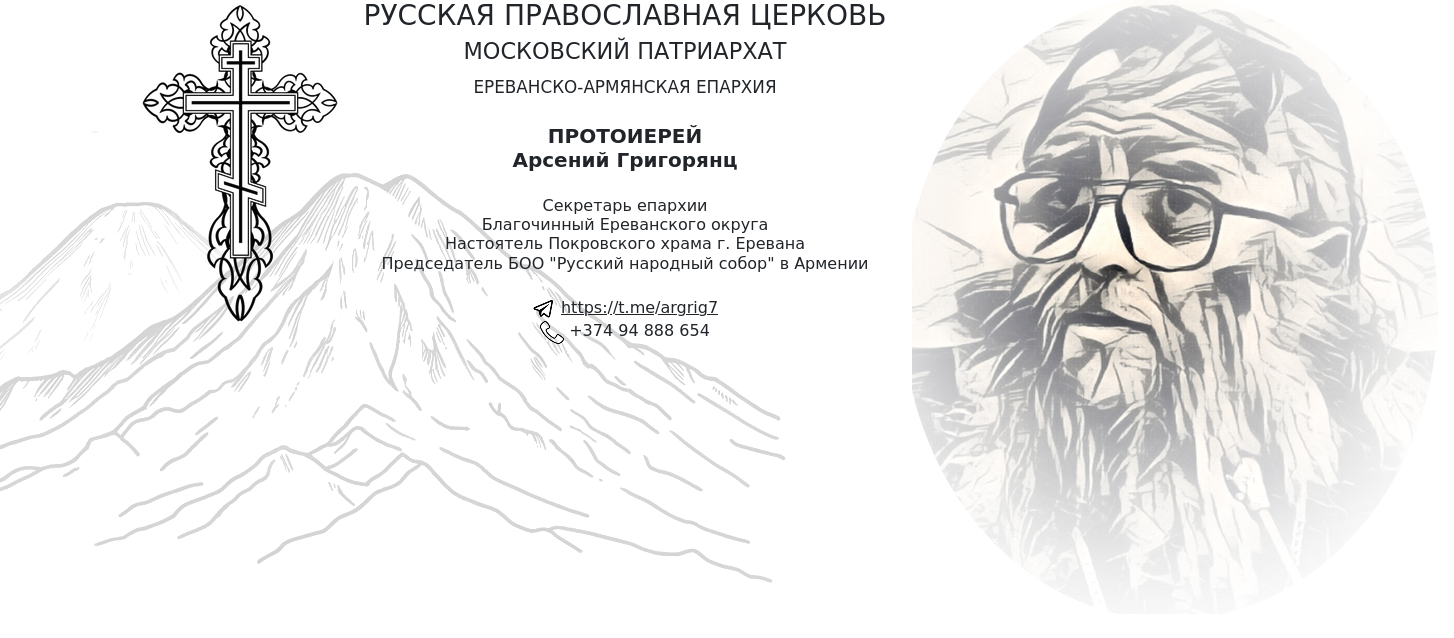 РУССКАЯ ПРАВОСЛАВНАЯ ЦЕРКОВЬ
МОСКОВСКИЙ ПАТРИАРХАТ
ЕРЕВАНСКО-АРМЯНСКАЯ ЕПАРХИЯ
ПРОТОИЕРЕЙ
Арсений Григорянц
Секретарь епархии
Благочинный Ереванского округа
Настоятель Покровского храма г. Еревана
Председатель БОО "Русский народный собор" в Армении
https://t.me/argrig7
+374 94 888 654